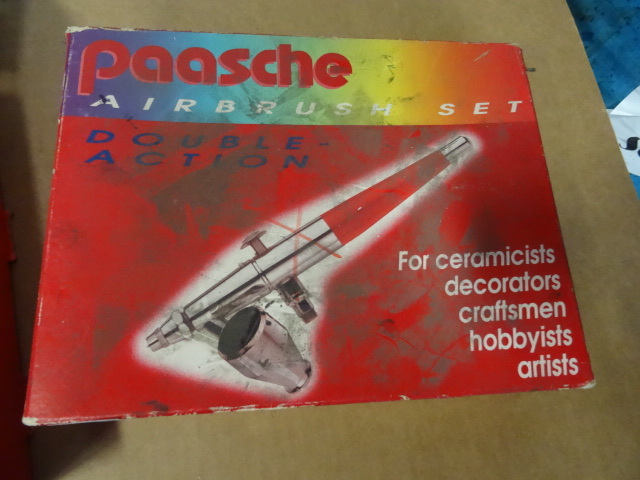 Paasche
AIRBRUSH SET
DOUBLE-
ACTION
For ceramicists
decorators
craftsmen
hobbyists
artists